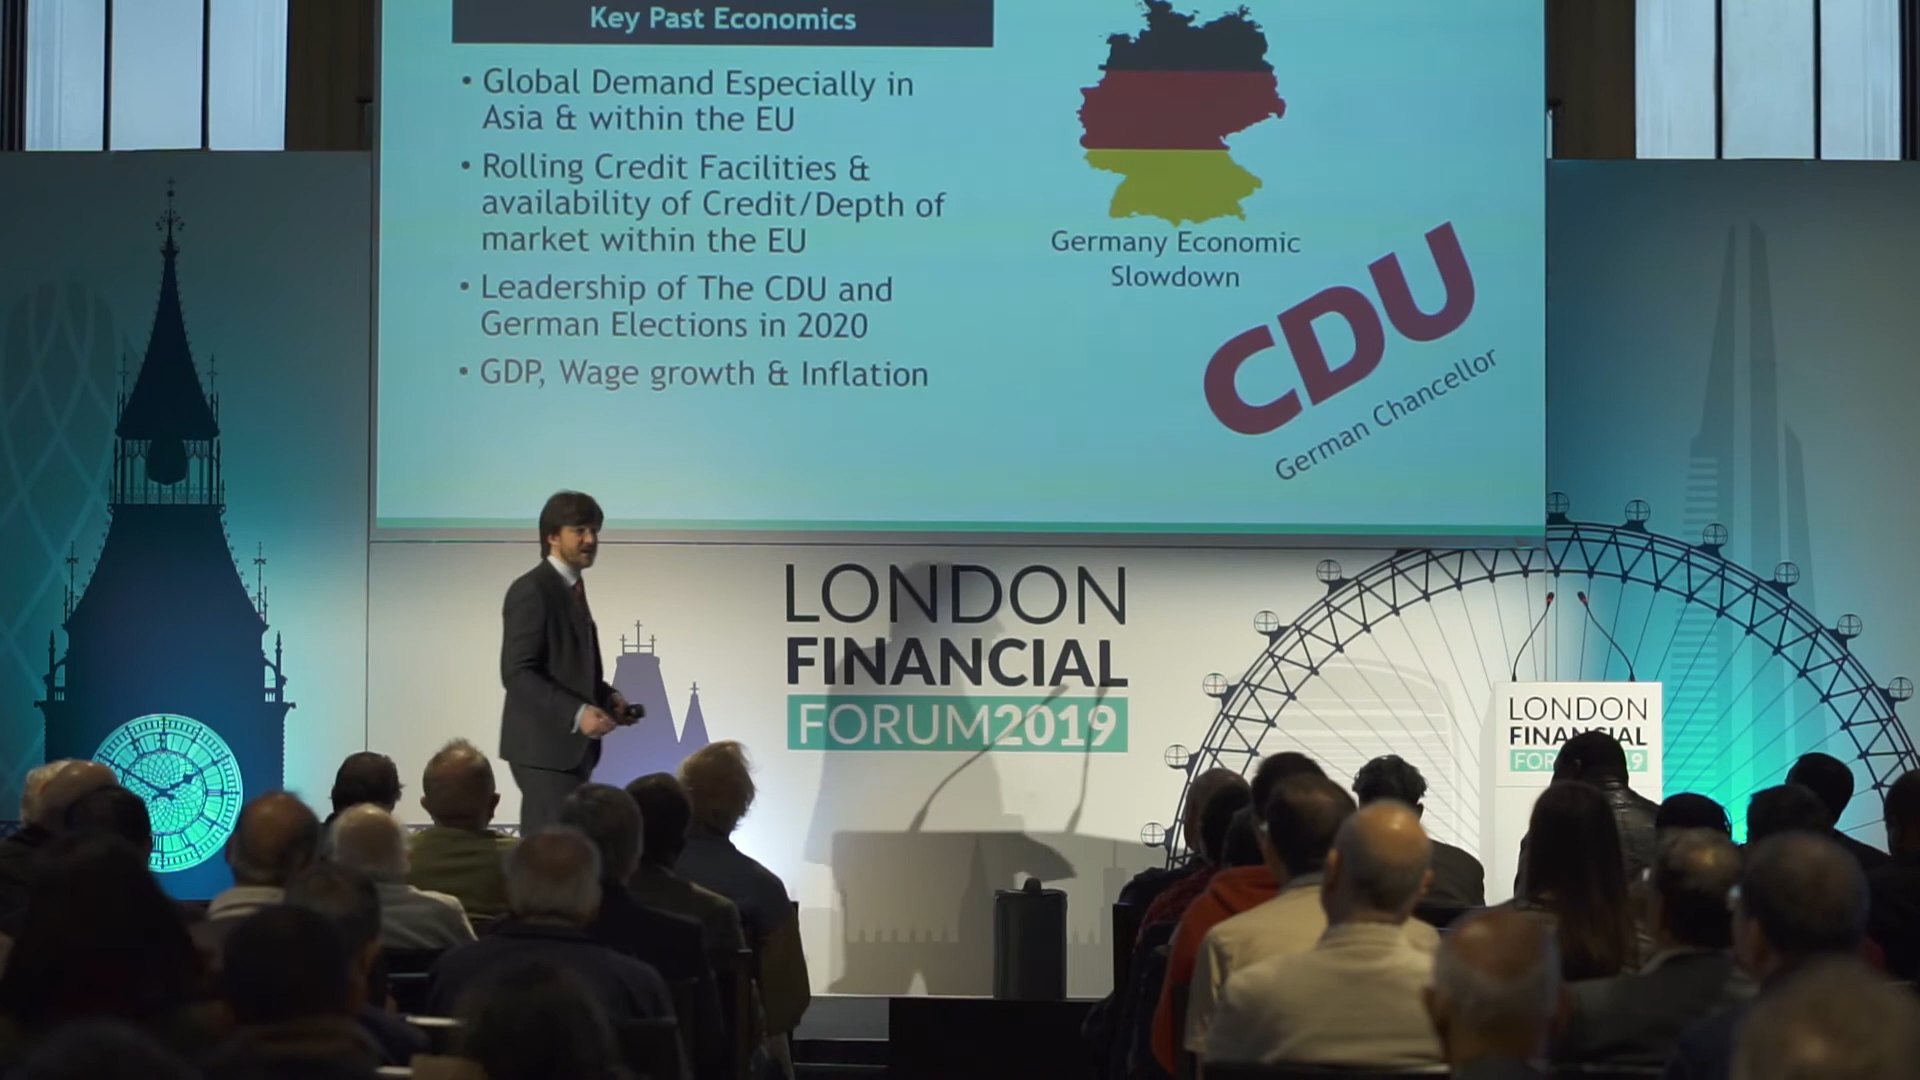 Key Past Economics
• Global Demand Especially in
Asia & within the EU
• Rolling Credit Facilities &
availability of Credit/Depth of
market within the EU
• Leadership of The CDU and
German Elections in 2020
• GDP, Wage growth & Inflation
Germany Economic
Slowdown
CDU
German Chancellor
LONDON
FINANCIAL
FORUM2019
LONDON
FINANCIAL